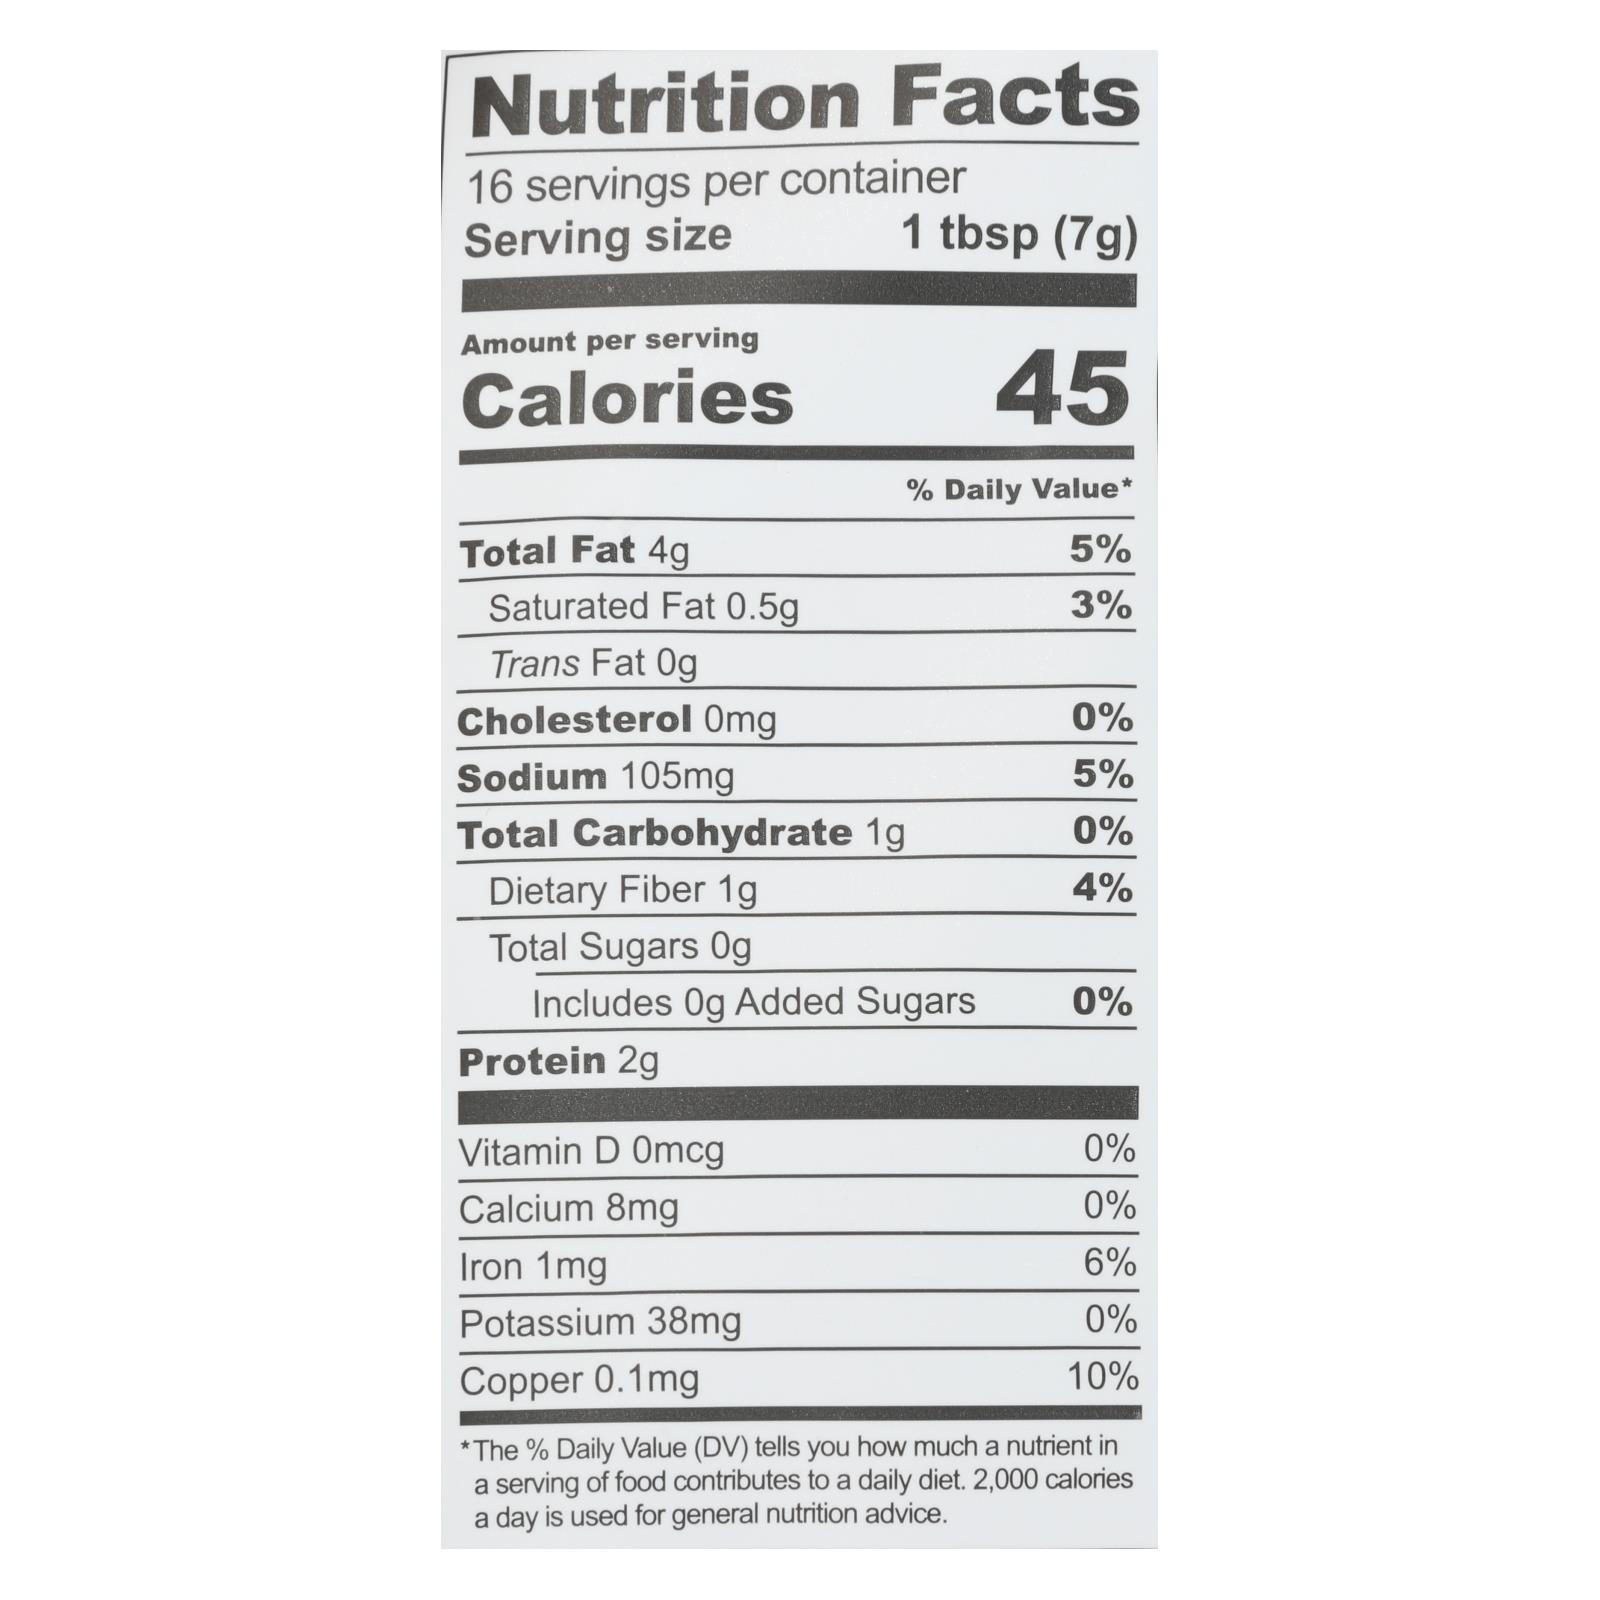 Nutrition Facts
16 servings per container
Serving size 1 tbsp (7g)
Amount per serving
Calories 45
% Daily Value*
Total Fat 4g 5%
Saturated Fat 0.5g 3%
Trans Fat 0g
Cholesterol 0mg 0%
Sodium 105mg 5%
Total Carbohydrate 1g 0%
Dietary Fiber 1g 4%
Total Sugars 0g
Includes 0g Added Sugars 0%
Protein 2g
Vitamin D 0mcg 0%
Calcium 8mg 0%
Iron 1mg 6%
Potassium 38mg 0%
Copper 0.1mg 10%
*The % Daily Value (DV) tells you how much a nutrient in
a serving of food contributes to a daily diet. 2,000 calories
a day is used for general nutrition advice.